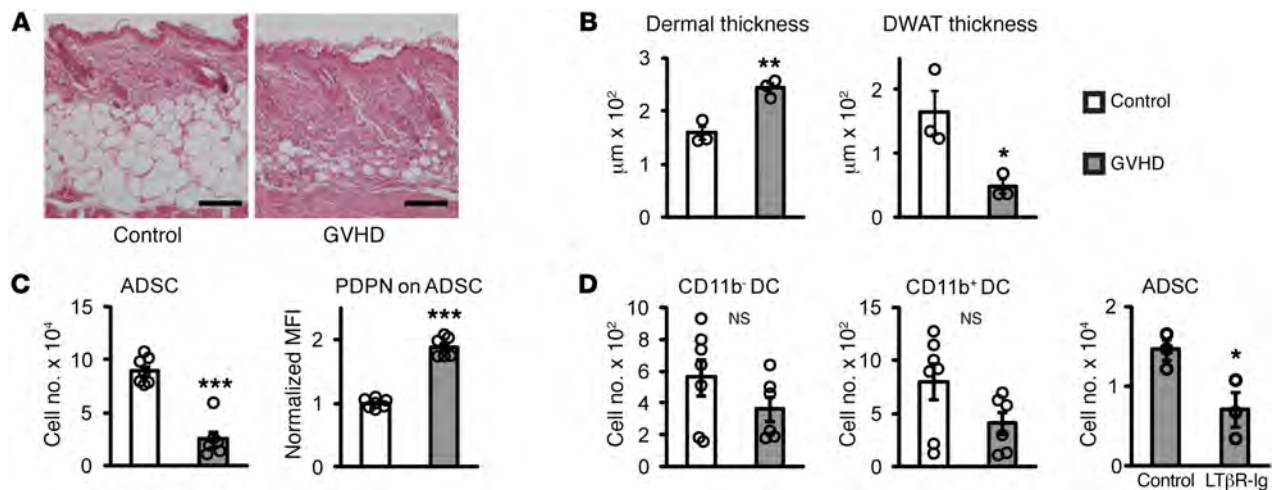 A
Control
GVHD
B
Dermal thickness
μm x 10²
3
2
1
0
**
DWAT thickness
μm x 10²
2
1
0
*
Control
GVHD
C
ADSC
Cell no. x 10⁴
15
10
5
0
***
PDPN on ADSC
Normalized MFI
2
1
0
***
D
CD11b⁻ DC
Cell no. x 10²
10
8
6
4
2
0
NS
CD11b⁺ DC
Cell no. x 10²
15
10
5
0
NS
ADSC
Cell no. x 10⁴
2
1
0
*
Control
LTβR-Ig